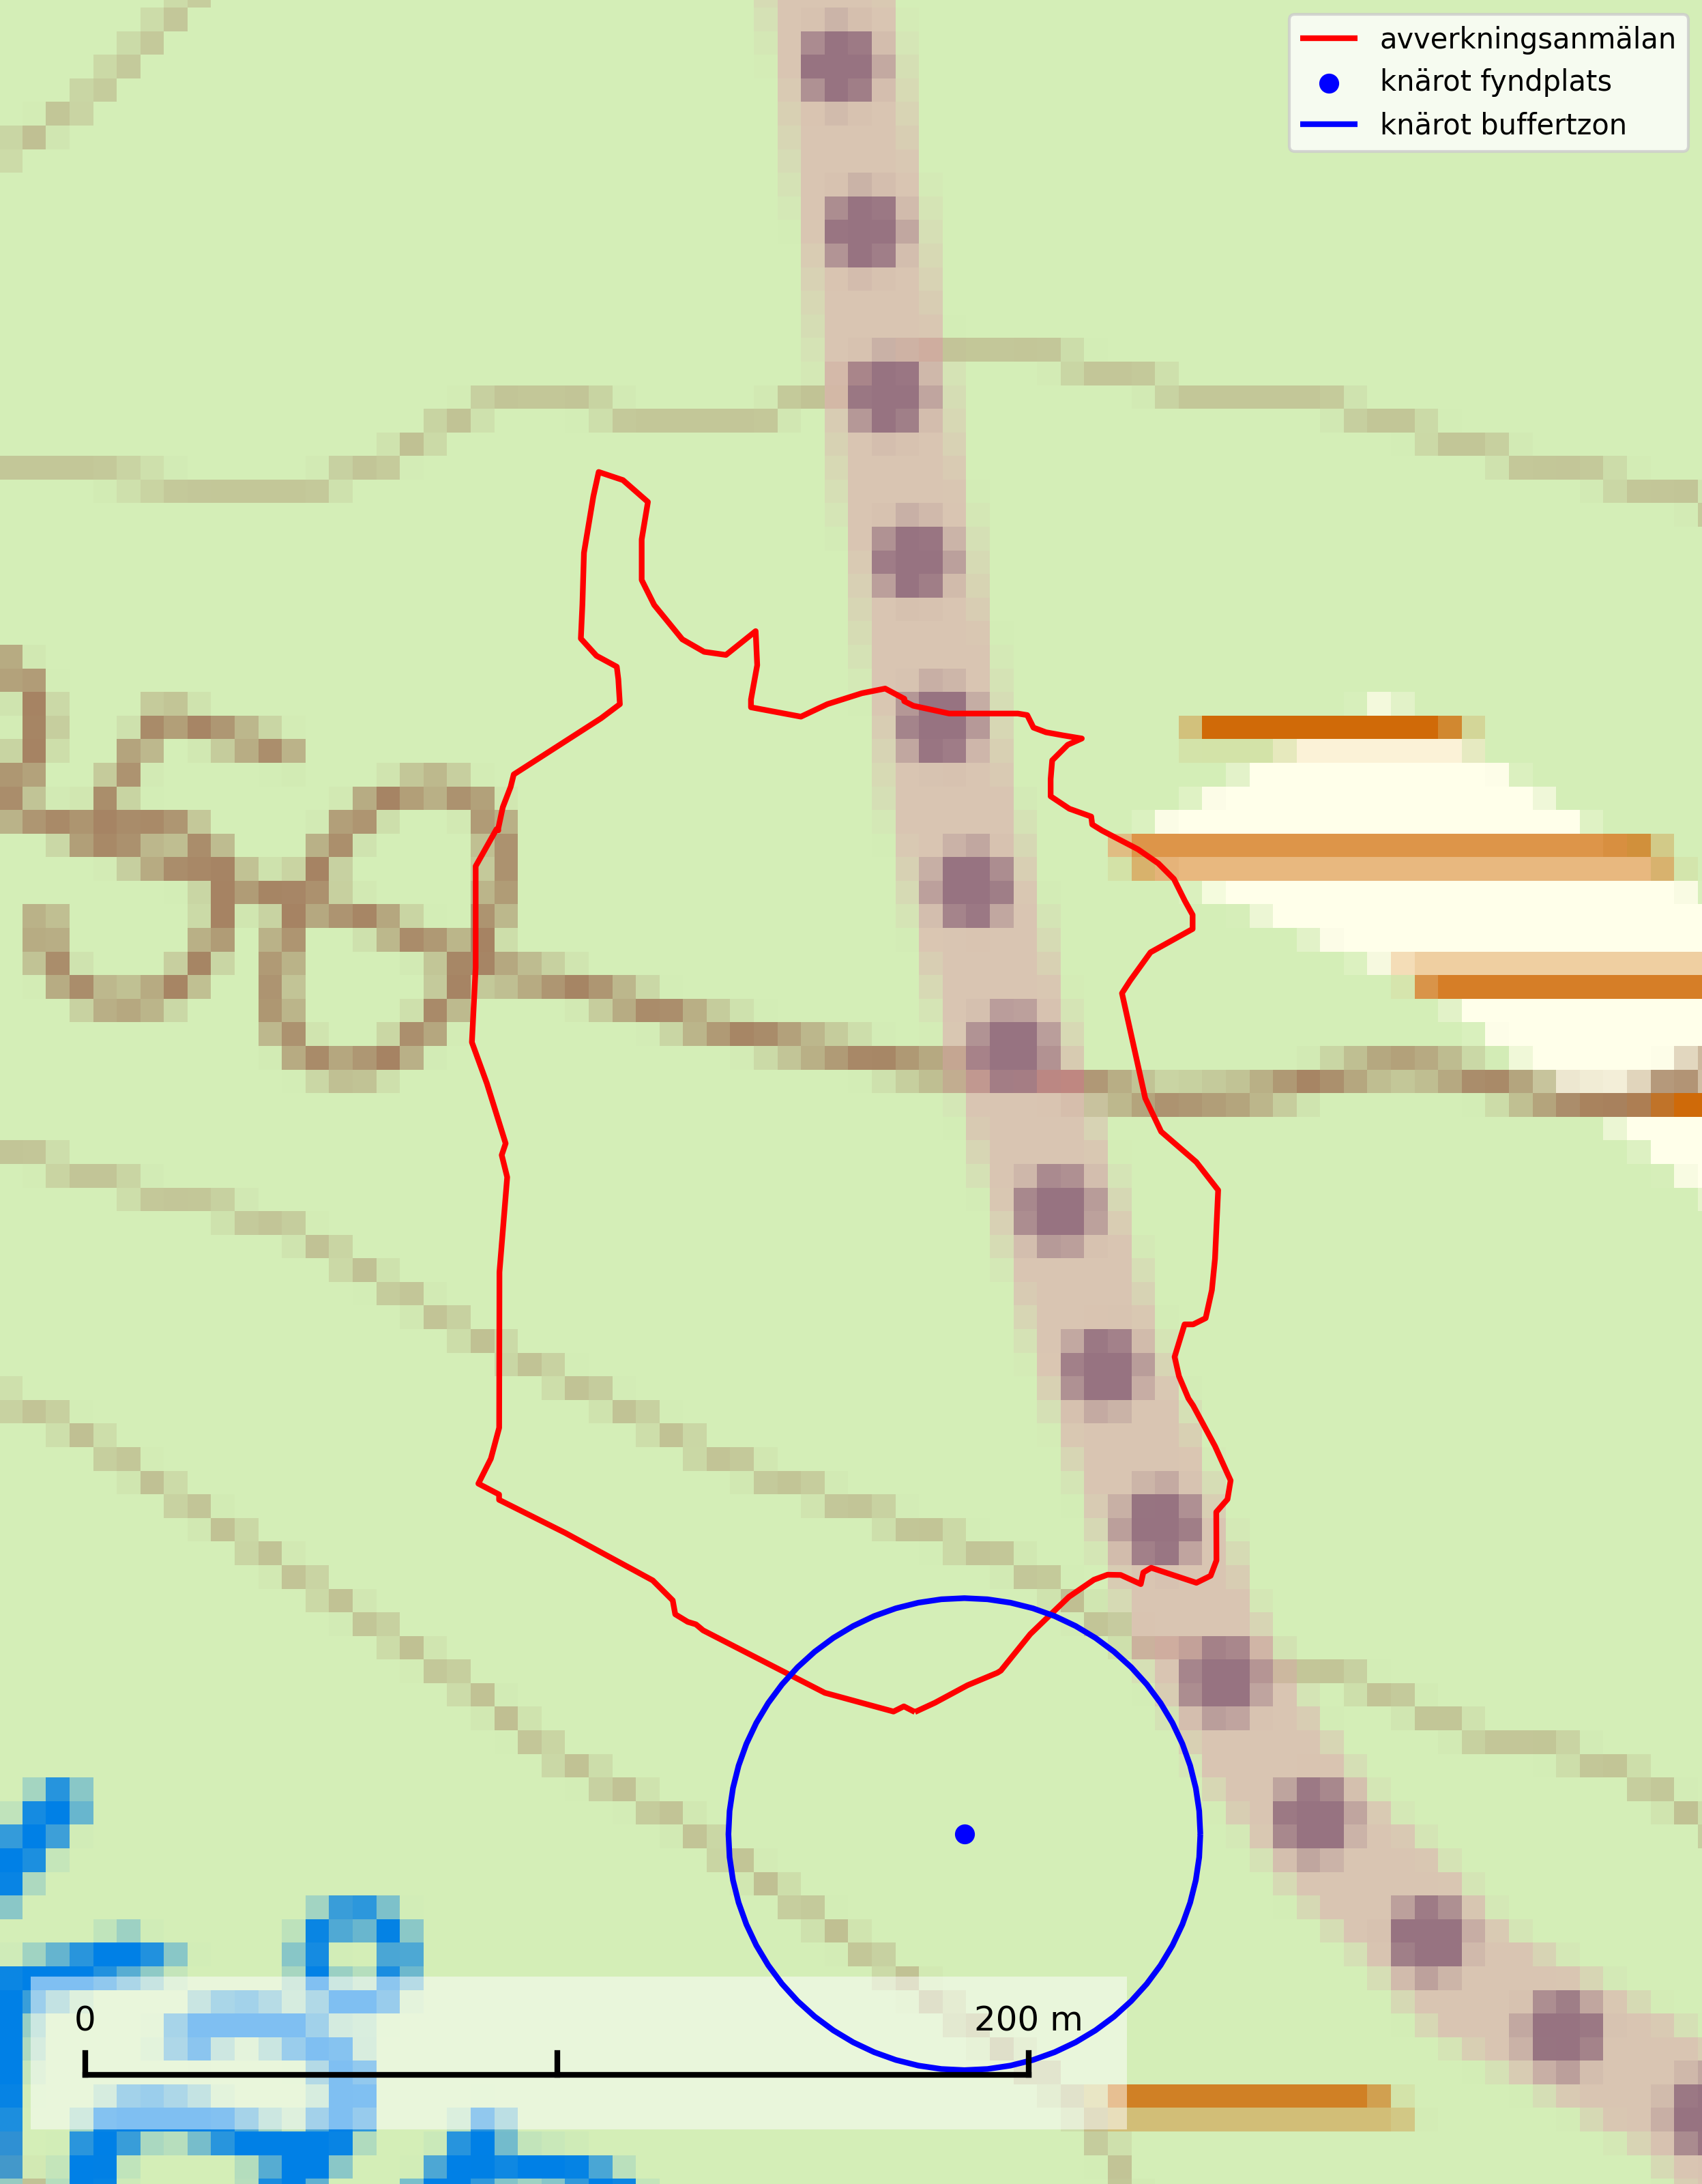 avverkningsanmälan
knärot fyndplats
knärot buffertzon
0
200 m